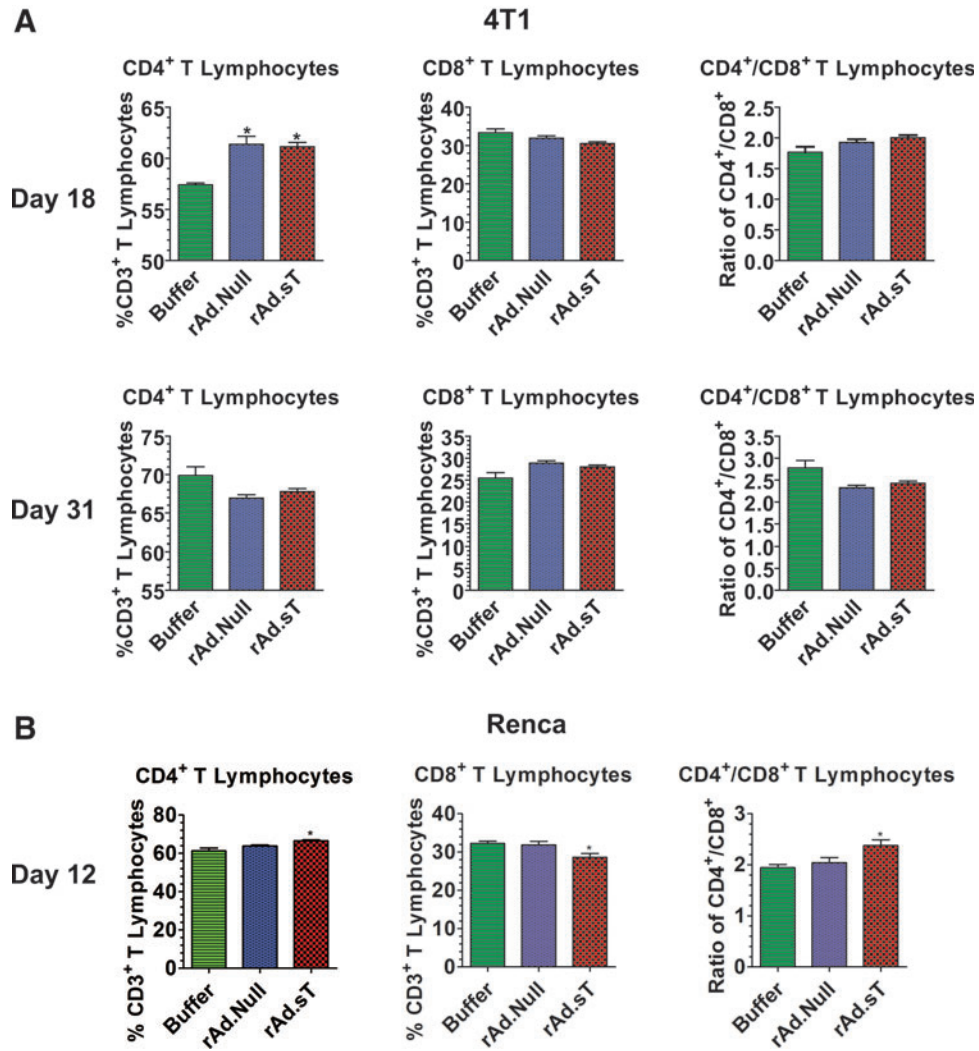 A
4T1
CD4+ T Lymphocytes
CD8+ T Lymphocytes
CD4+/CD8+ T Lymphocytes
Day 18
%CD3+ T Lymphocytes
65
60
55
50
*
*
Buffer
rAd.Null
rAd.sT
%CD3+ T Lymphocytes
40
30
20
10
0
Buffer
rAd.Null
rAd.sT
Ratio of CD4+/CD8+
2.5
2.0
1.5
1.0
0.5
0.0
Buffer
rAd.Null
rAd.sT
CD4+ T Lymphocytes
CD8+ T Lymphocytes
CD4+/CD8+ T Lymphocytes
Day 31
%CD3+ T Lymphocytes
75
70
65
60
55
Buffer
rAd.Null
rAd.sT
%CD3+ T Lymphocytes
35
30
25
20
15
10
5
0
Buffer
rAd.Null
rAd.sT
Ratio of CD4+/CD8+
3.5
3.0
2.5
2.0
1.5
1.0
0.5
0.0
Buffer
rAd.Null
rAd.sT
B
Renca
CD4+ T Lymphocytes
CD8+ T Lymphocytes
CD4+/CD8+ T Lymphocytes
Day 12
% CD3+ T Lymphocytes
80
60
40
20
0
*
Buffer
rAd.Null
rAd.sT
% CD3+ T Lymphocytes
40
30
20
10
0
*
Buffer
rAd.Null
rAd.sT
Ratio of CD4+/CD8+
3
2
1
0
*
Buffer
rAd.Null
rAd.sT